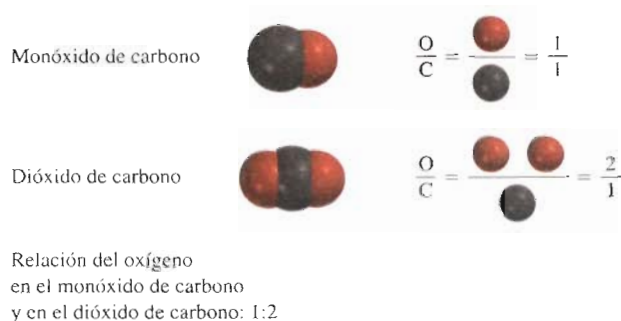 Monóxido de carbono
O/C = = 1/1
Dióxido de carbono
O/C = = 2/1
Relación del oxígeno
en el monóxido de carbono
y en el dióxido de carbono: 1:2